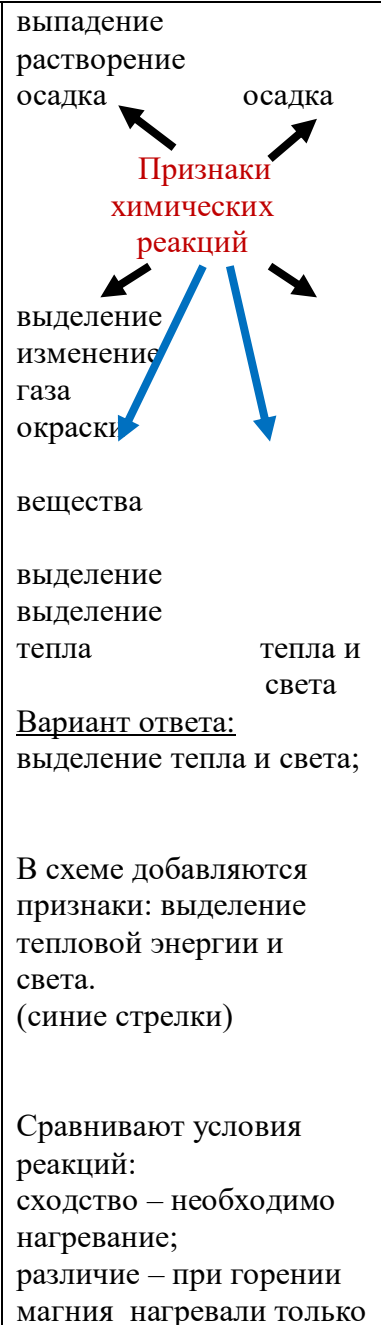 выпадение
растворение
осадка осадка
Признаки
химических
реакций
выделение
изменение
газа
окраски
вещества
выделение
выделение
тепла тепла и
света
Вариант ответа:
выделение тепла и света;
В схеме добавляются
признаки: выделение
тепловой энергии и
света.
(синие стрелки)
Сравнивают условия
реакций:
сходство – необходимо
нагревание;
различие – при горении
магния нагревали только